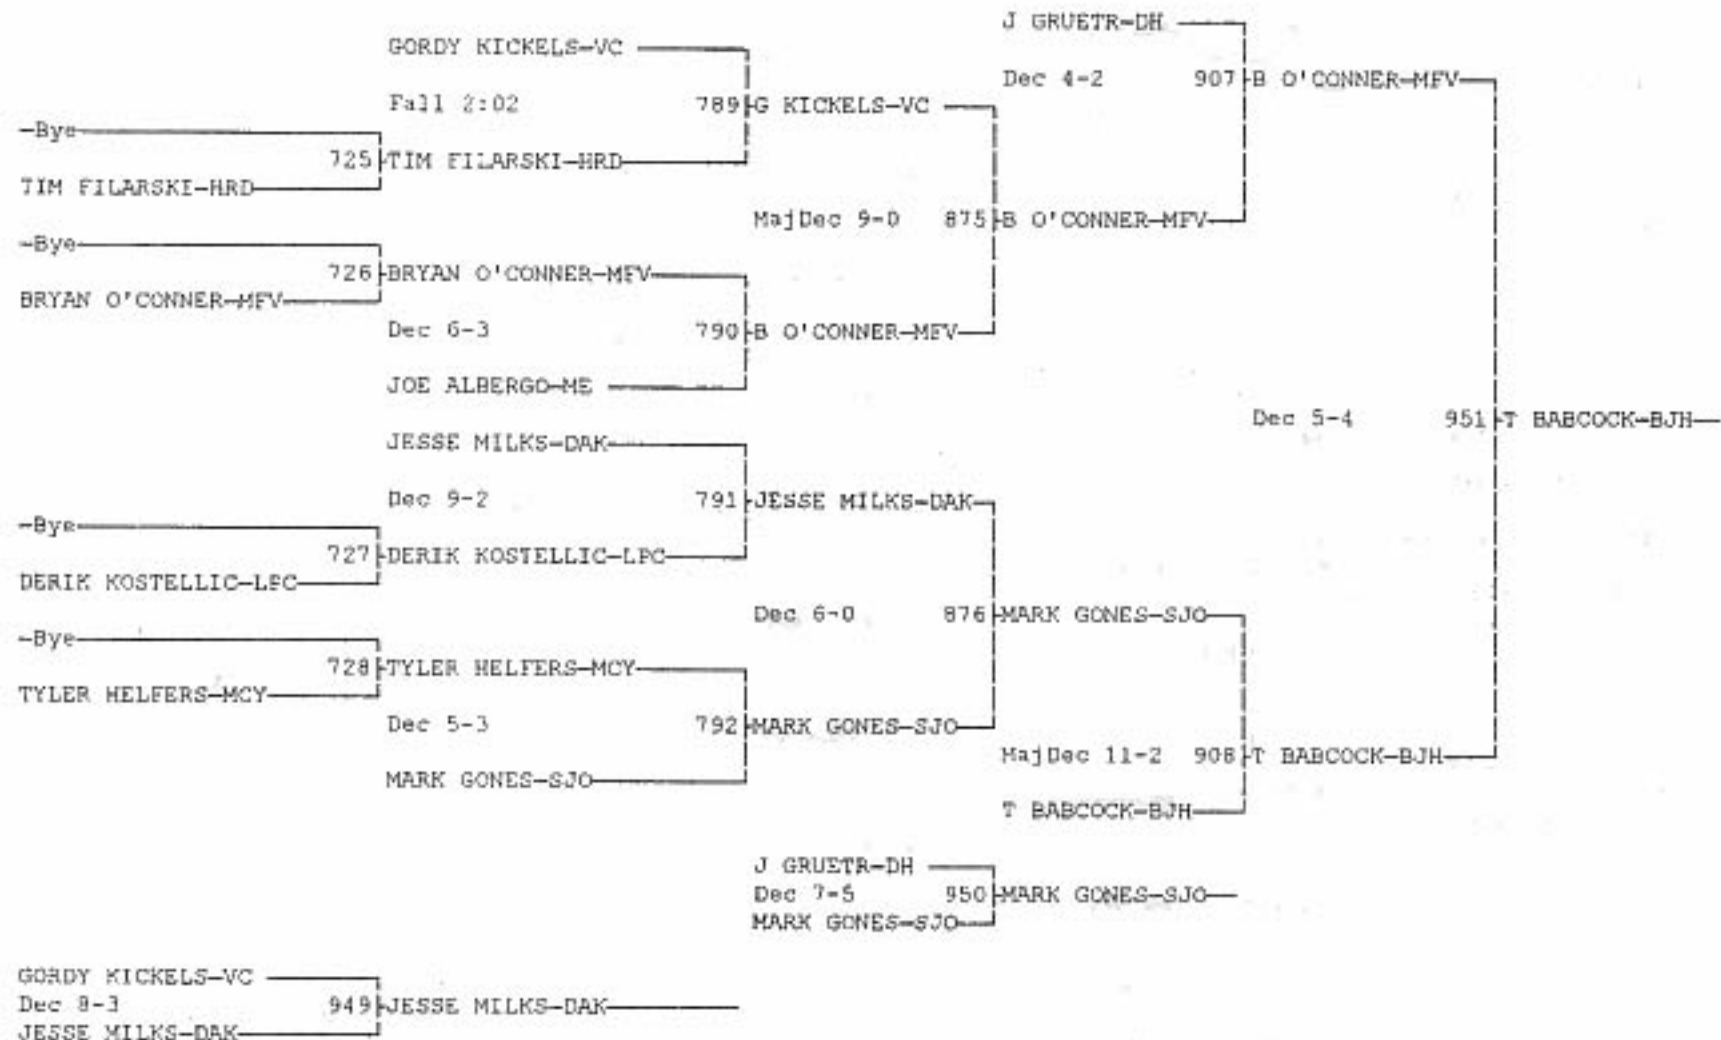 J GRUETR-DH
GORDY KICKELS-VC
Dec 4-2 907 B O'CONNER-MFV
Fall 2:02 789 G KICKELS-VC
-Bye
725 TIM FILARSKI-HRD
TIM FILARSKI-HRD
MajDec 9-0 875 B O'CONNER-MFV
-Bye
726 BRYAN O'CONNER-MFV
BRYAN O'CONNER-MFV
Dec 6-3 790 B O'CONNER-MFV
JOE ALBERGO-ME
Dec 5-4 951 T BABCOCK-BJH
JESSE MILKS-DAK
Dec 9-2 791 JESSE MILKS-DAK
-Bye
727 DERIK KOSTELLIC-LPC
DERIK KOSTELLIC-LPC
Dec 6-0 876 MARK GONES-SJO
-Bye
728 TYLER HELFERS-MCY
TYLER HELFERS-MCY
Dec 5-3 792 MARK GONES-SJO
MajDec 11-2 908 T BABCOCK-BJH
MARK GONES-SJO
T BABCOCK-BJH
J GRUETR-DH
Dec 7-5 950 MARK GONES-SJO
MARK GONES-SJO
GORDY KICKELS-VC
Dec 8-3 949 JESSE MILKS-DAK
JESSE MILKS-DAK